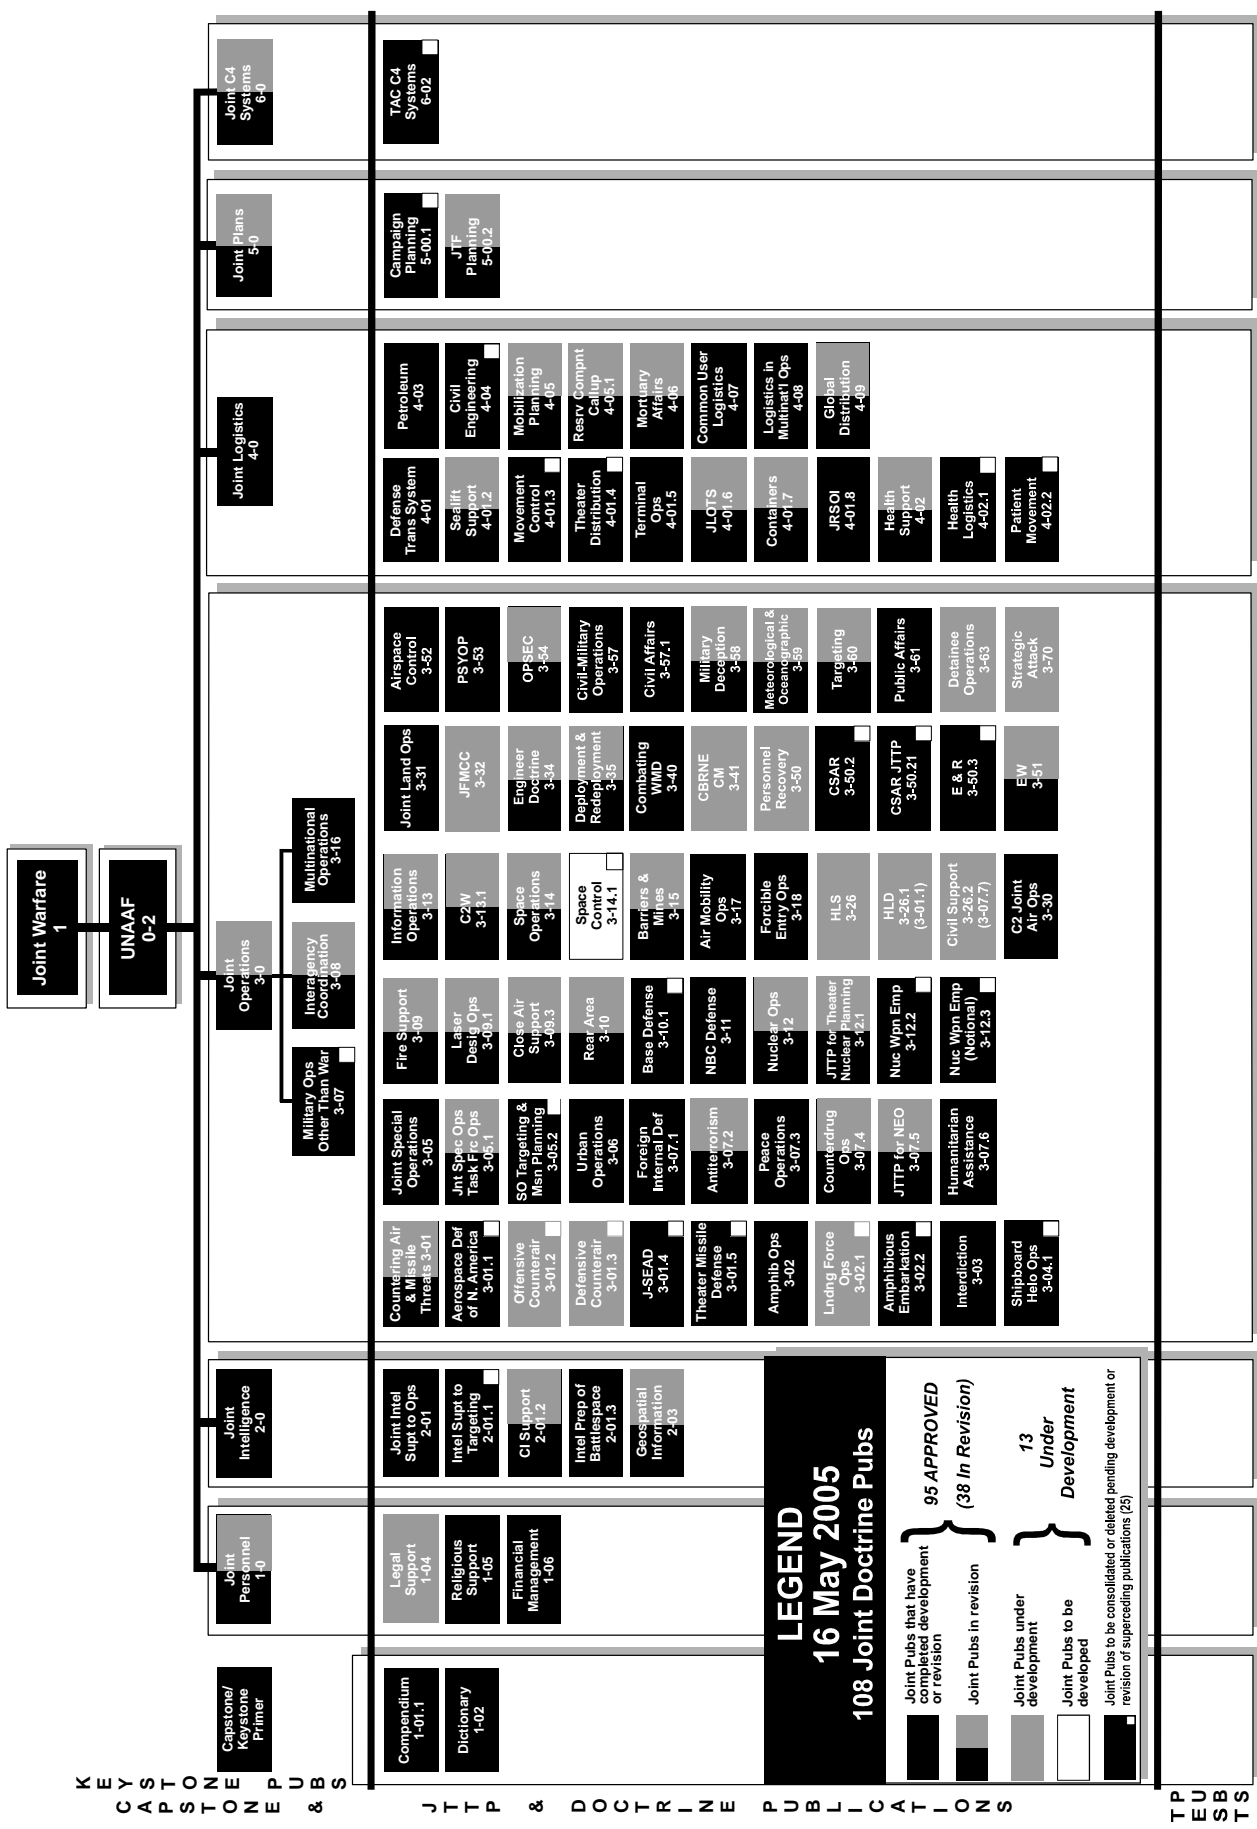 KEYSTONE
CAPSTONE PUBS
&
Joint Warfare
1
UNAAF
0-2
Capstone/
Keystone
Primer
Joint
Personnel
1-0
Joint
Intelligence
2-0
Joint
Operations
3-0
Joint Logistics
4-0
Joint Plans
5-0
Joint C4
Systems
6-0
Military Ops
Other Than War
3-07
Interagency
Coordination
3-08
Multinational
Operations
3-16
JTTP & DOCTRINE PUBLICATIONS
Compendium
1-01.1
Dictionary
1-02
Legal
Support
1-04
Religious
Support
1-05
Financial
Management
1-06
Joint Intel
Supt to Ops
2-01
Intel Supt to
Targeting
2-01.1
CI Support
2-01.2
Intel Prep of
Battlespace
2-01.3
Geospatial
Information
2-03
Countering Air
& Missile
Threats 3-01
Aerospace Def
of N. America
3-01.1
Offensive
Counterair
3-01.2
Defensive
Counterair
3-01.3
J-SEAD
3-01.4
Theater Missile
Defense
3-01.5
Amphib Ops
3-02
Lndng Force
Ops
3-02.1
Amphibious
Embarkation
3-02.2
Interdiction
3-03
Shipboard
Helo Ops
3-04.1
Joint Special
Operations
3-05
Jnt Spec Ops
Task Frc Ops
3-05.1
SO Targeting &
Msn Planning
3-05.2
Urban
Operations
3-06
Foreign
Internal Def
3-07.1
Antiterrorism
3-07.2
Peace
Operations
3-07.3
Counterdrug
Ops
3-07.4
JTTP for NEO
3-07.5
Humanitarian
Assistance
3-07.6
Fire Support
3-09
Laser
Desig Ops
3-09.1
Close Air
Support
3-09.3
Rear Area
3-10
Base Defense
3-10.1
NBC Defense
3-11
Nuclear Ops
3-12
JTTP for Theater
Nuclear Planning
3-12.1
Nuc Wpn Emp
3-12.2
Nuc Wpn Emp
(Notional)
3-12.3
Information
Operations
3-13
C2W
3-13.1
Space
Operations
3-14
Space
Control
3-14.1
Barriers &
Mines
3-15
Air Mobility
Ops
3-17
Forcible
Entry Ops
3-18
HLS
3-26
HLD
3-26.1
(3-01.1)
Civil Support
3-26.2
(3-07.7)
C2 Joint
Air Ops
3-30
Joint Land Ops
3-31
JFMCC
3-32
Engineer
Doctrine
3-34
Deployment &
Redeployment
3-35
Combating
WMD
3-40
CBRNE
CM
3-41
Personnel
Recovery
3-50
CSAR
3-50.2
CSAR JTTP
3-50.21
E & R
3-50.3
EW
3-51
Airspace
Control
3-52
PSYOP
3-53
OPSEC
3-54
Civil-Military
Operations
3-57
Civil Affairs
3-57.1
Military
Deception
3-58
Meteorological &
Oceanographic
3-59
Targeting
3-60
Public Affairs
3-61
Detainee
Operations
3-63
Strategic
Attack
3-70
Defense
Trans System
4-01
Sealift
Support
4-01.2
Movement
Control
4-01.3
Theater
Distribution
4-01.4
Terminal
Ops
4-01.5
JLOTS
4-01.6
Containers
4-01.7
JRSOI
4-01.8
Health
Support
4-02
Health
Logistics
4-02.1
Patient
Movement
4-02.2
Petroleum
4-03
Civil
Engineering
4-04
Mobilization
Planning
4-05
Resrv Compnt
Callup
4-05.1
Mortuary
Affairs
4-06
Common User
Logistics
4-07
Logistics in
Multinat'l Ops
4-08
Global
Distribution
4-09
Campaign
Planning
5-00.1
JTF
Planning
5-00.2
TAC C4
Systems
6-02
LEGEND
16 May 2005
108 Joint Doctrine Pubs
Joint Pubs that have
completed development
or revision
Joint Pubs in revision
95 APPROVED
(38 In Revision)
Joint Pubs under
development
Joint Pubs to be
developed
13
Under
Development
Joint Pubs to be consolidated or deleted pending development or
revision of superceding publications (25)
TEST
PUBS